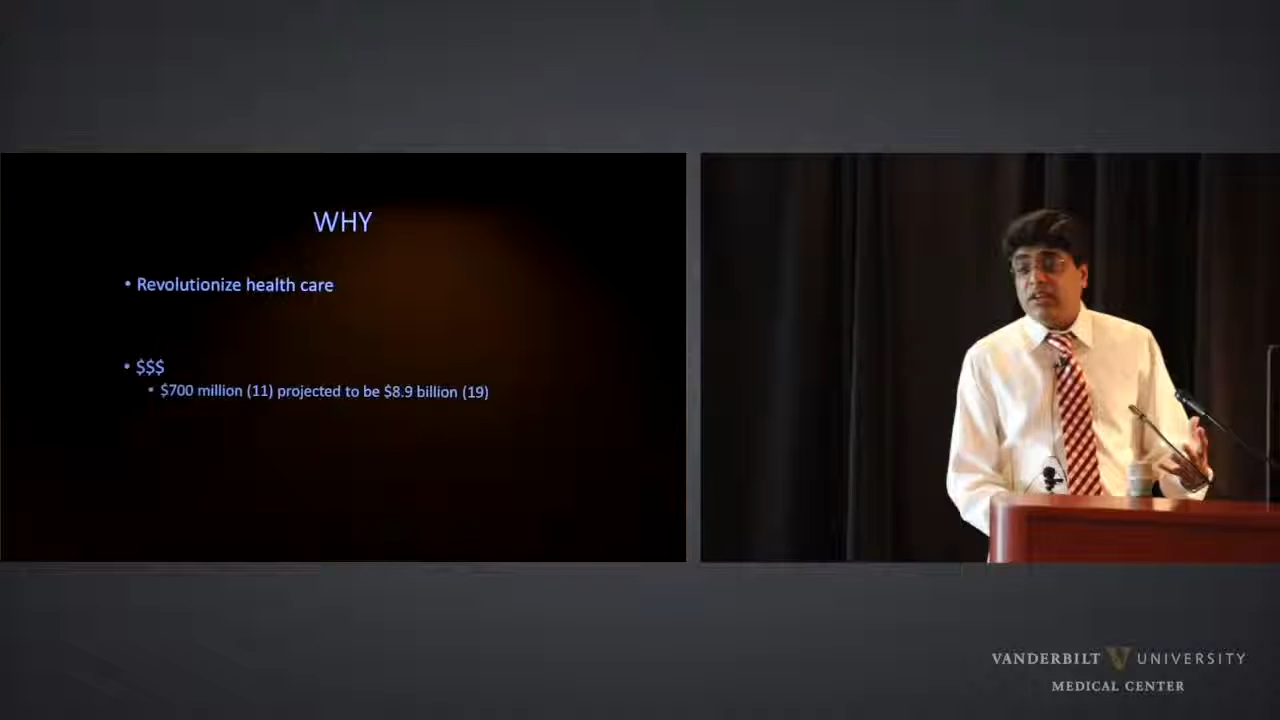 WHY
• Revolutionize health care
• $$$
• $700 million (11) projected to be $8.9 billion (19)
VANDERBILT V UNIVERSITY
MEDICAL CENTER